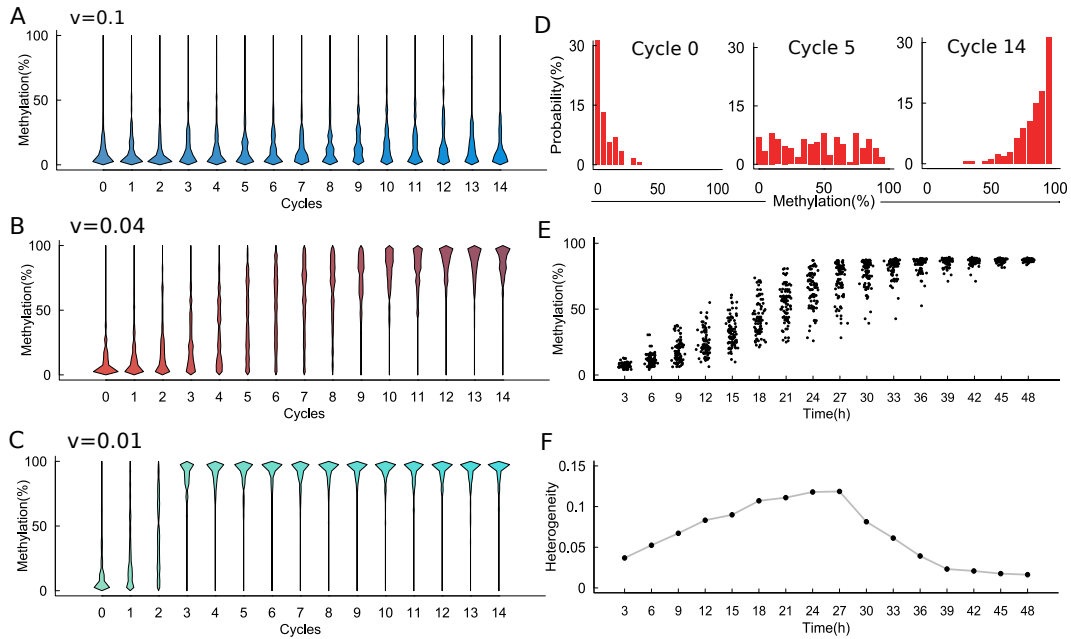 A
v=0.1
100
50
0
Methylation(%)
0 1 2 3 4 5 6 7 8 9 10 11 12 13 14
Cycles
B
v=0.04
100
50
0
Methylation(%)
0 1 2 3 4 5 6 7 8 9 10 11 12 13 14
Cycles
C
v=0.01
100
50
0
Methylation(%)
0 1 2 3 4 5 6 7 8 9 10 11 12 13 14
Cycles
D
Cycle 0
Cycle 5
Cycle 14
Probability(%)
30
15
0
30
15
0
30
15
0
0 50 100
0 50 100
0 50 100
Methylation(%)
E
100
50
0
Methylation(%)
3 6 9 12 15 18 21 24 27 30 33 36 39 42 45 48
Time(h)
F
0.15
0.1
0.05
0
Heterogeneity
3 6 9 12 15 18 21 24 27 30 33 36 39 42 45 48
Time(h)